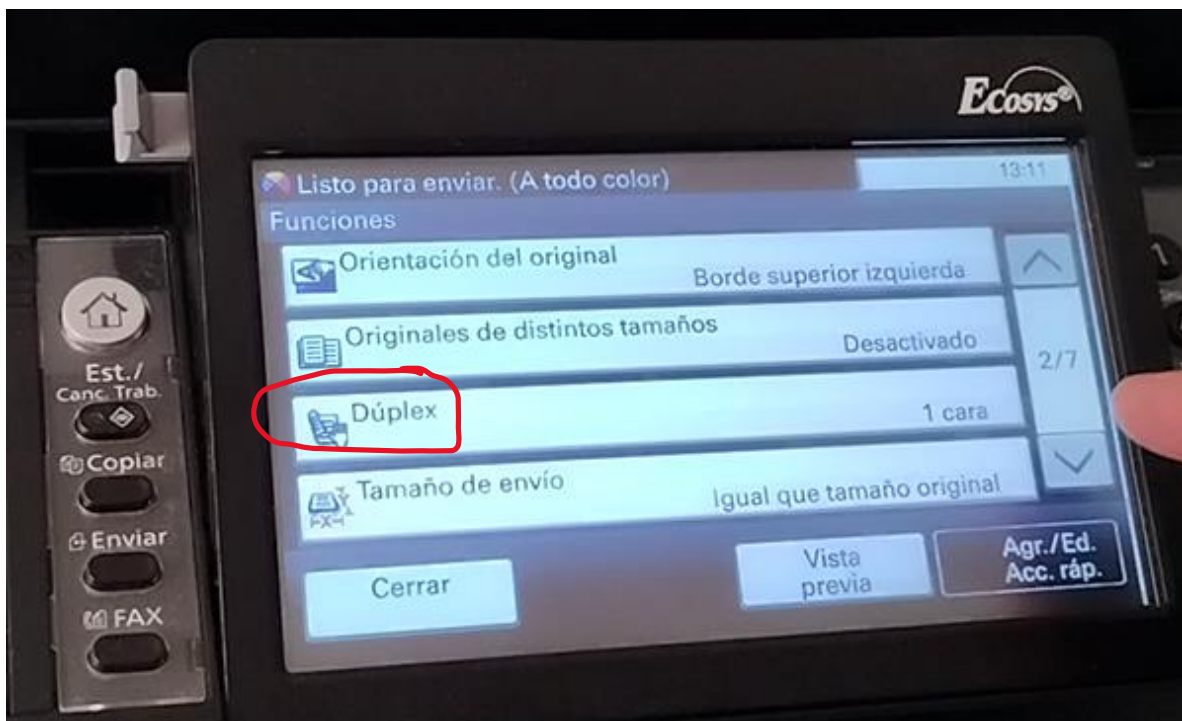 Ecosys
Listo para enviar. (A todo color)
13:11
Funciones
Orientación del original
Borde superior izquierda
Originales de distintos tamaños
Desactivado
2/7
Dúplex
1 cara
Tamaño de envío
Igual que tamaño original
Cerrar
Vista
previa
Agr./Ed.
Acc. ráp.
Est./
Canc. Trab.
Copiar
Enviar
FAX